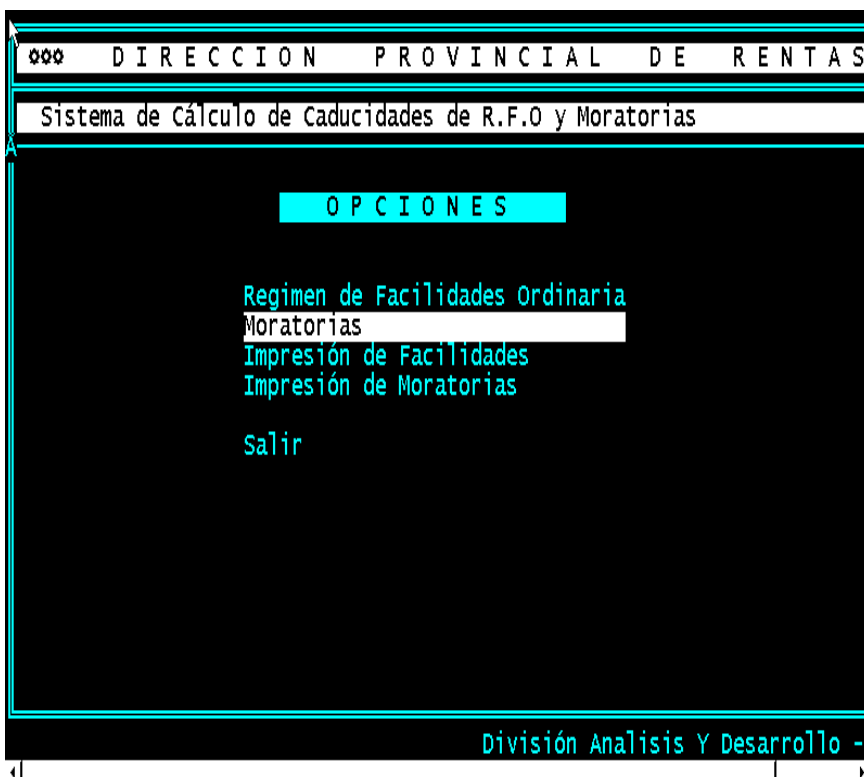 ✲✲✲ D I R E C C I O N P R O V I N C I A L D E R E N T A S
Sistema de Cálculo de Caducidades de R.F.O y Moratorias
A
O P C I O N E S
Regimen de Facilidades Ordinaria
Moratorias
Impresión de Facilidades
Impresión de Moratorias
Salir
División Analisis Y Desarrollo -